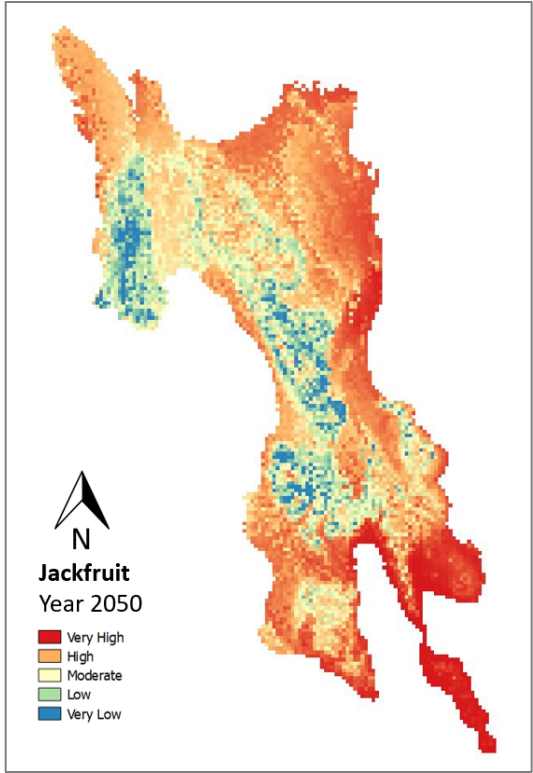 N
Jackfruit
Year 2050
Very High
High
Moderate
Low
Very Low